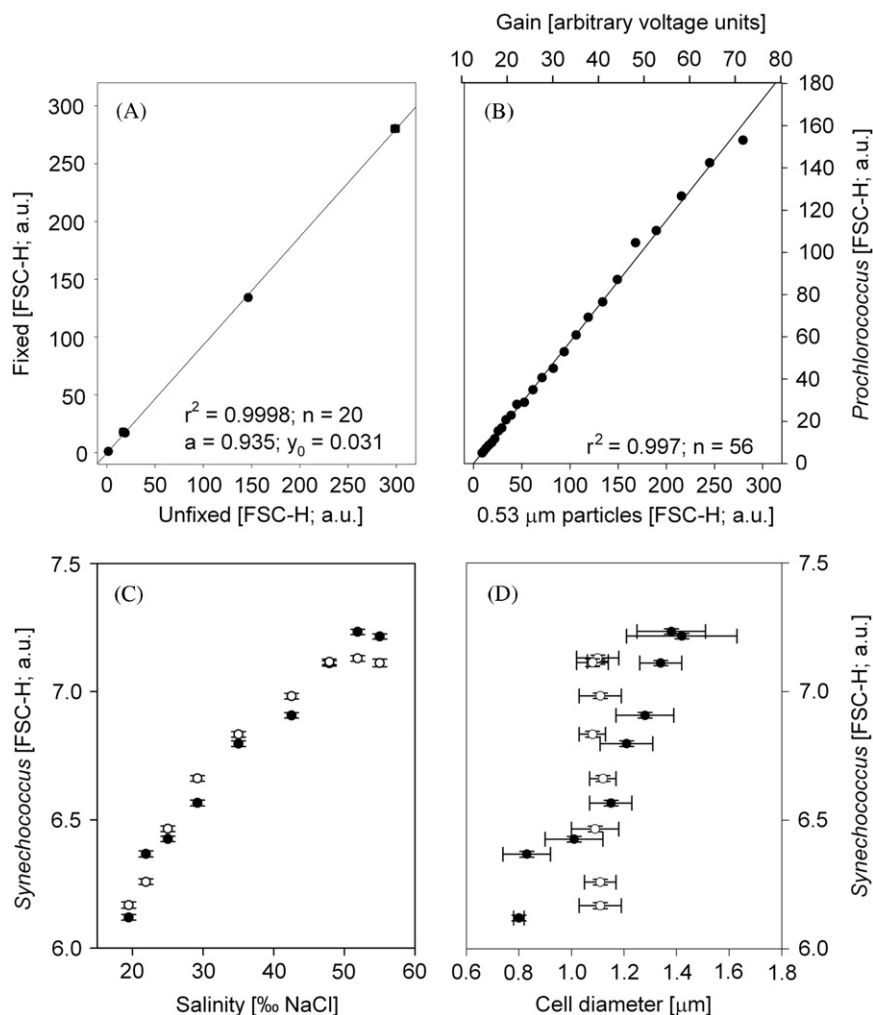 Gain [arbitrary voltage units]
10 20 30 40 50 60 70 80
(A)
300
250
200
150
100
50
0
Fixed [FSC-H; a.u.]
r² = 0.9998; n = 20
a = 0.935; y₀ = 0.031
0 50 100 150 200 250 300
Unfixed [FSC-H; a.u.]
(B)
180
160
140
120
100
80
60
40
20
0
Prochlorococcus [FSC-H; a.u.]
r² = 0.997; n = 56
0 50 100 150 200 250 300
0.53 µm particles [FSC-H; a.u.]
(C)
7.5
7.0
6.5
6.0
Synechococcus [FSC-H; a.u.]
20 30 40 50 60
Salinity [‰ NaCl]
(D)
7.5
7.0
6.5
6.0
Synechococcus [FSC-H; a.u.]
0.6 0.8 1.0 1.2 1.4 1.6 1.8
Cell diameter [µm]